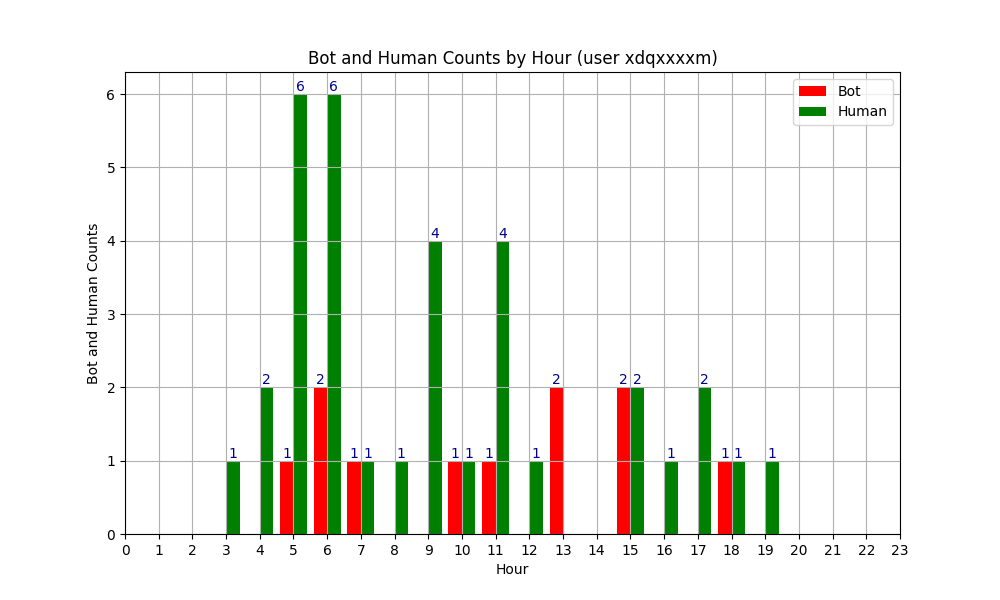 Bot and Human Counts by Hour (user xdqxxxxm)
Bot
Human
Bot and Human Counts
6
5
4
3
2
1
0
6 6
4 4
2 2 2 2 2 2
1 1 1 1 1 1 1 1 1 1 1 1 1
0 1 2 3 4 5 6 7 8 9 10 11 12 13 14 15 16 17 18 19 20 21 22 23
Hour